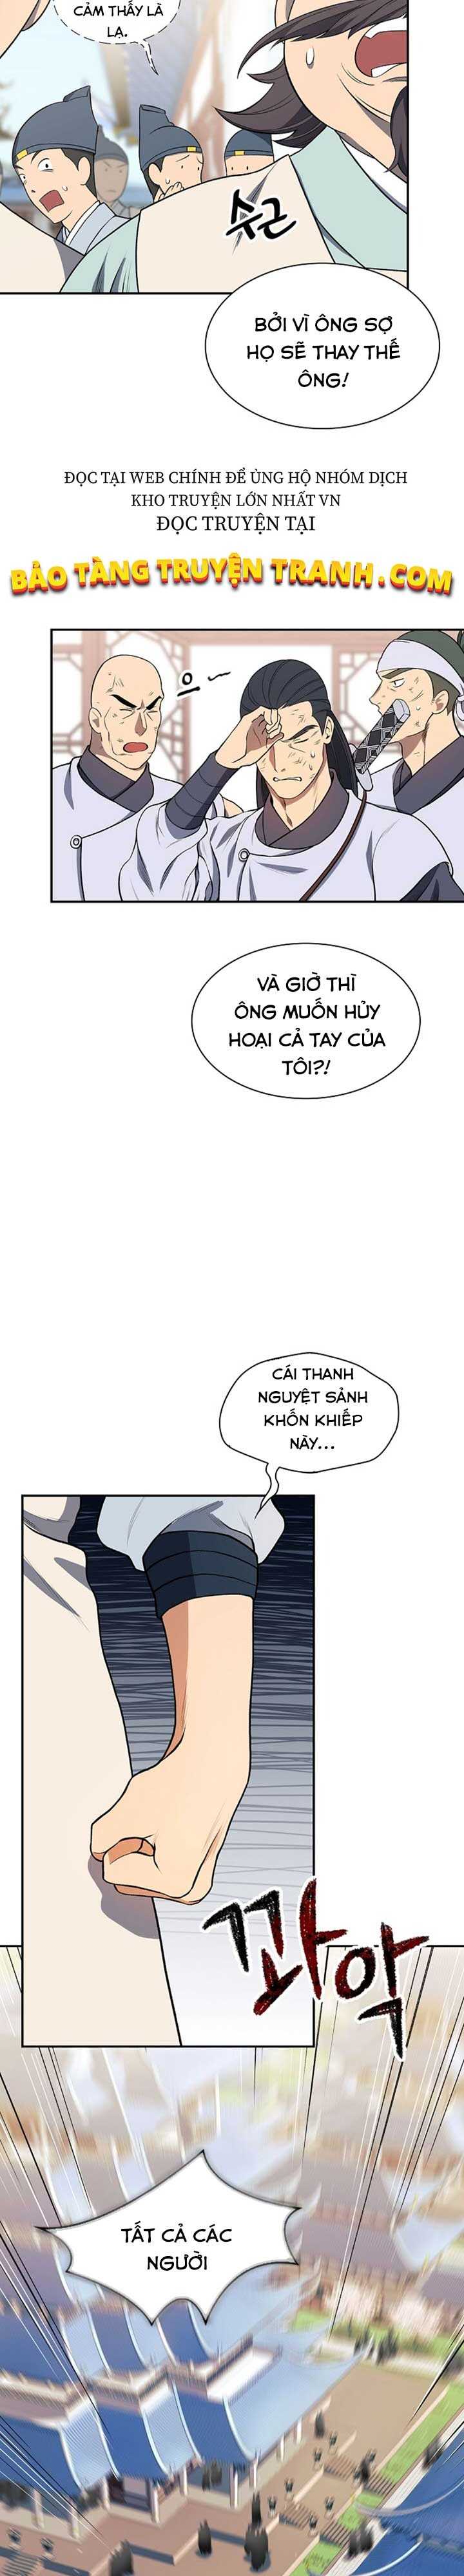 CẢM THẤY LÀ
LẠ.
수근
BỞI VÌ ÔNG SỢ
HỌ SẼ THAY THẾ
ÔNG!
ĐỌC TẠI WEB CHÍNH ĐỂ ỦNG HỘ NHÓM DỊCH
KHO TRUYỆN LỚN NHẤT VN
ĐỌC TRUYỆN TẠI
BẢO TÀNG TRUYỆN TRANH.COM
으~
VÀ GIỜ THÌ
ÔNG MUỐN HỦY
HOẠI CẢ TAY CỦA
TÔI?!
CÁI THANH
NGUYỆT SẢNH
KHỐN KHIẾP
NÀY...
꽈악
TẤT CẢ CÁC
NGƯỜI